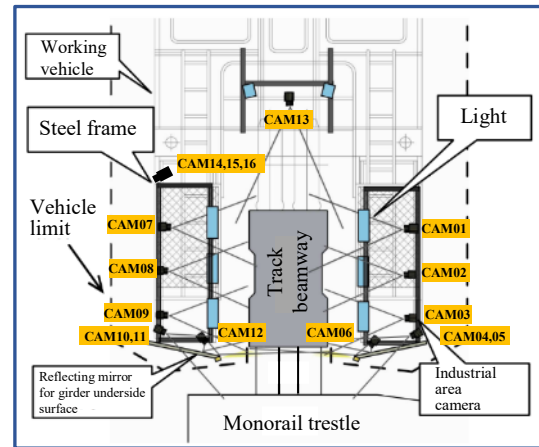 Working
vehicle
CAM13
Light
Steel frame
CAM14,15,16
Vehicle
limit
CAM07
CAM01
CAM08
CAM02
Track
beamway
CAM09
CAM03
CAM10,11
CAM12
CAM06
CAM04,05
Reflecting mirror
for girder underside
surface
Industrial
area
camera
Monorail trestle